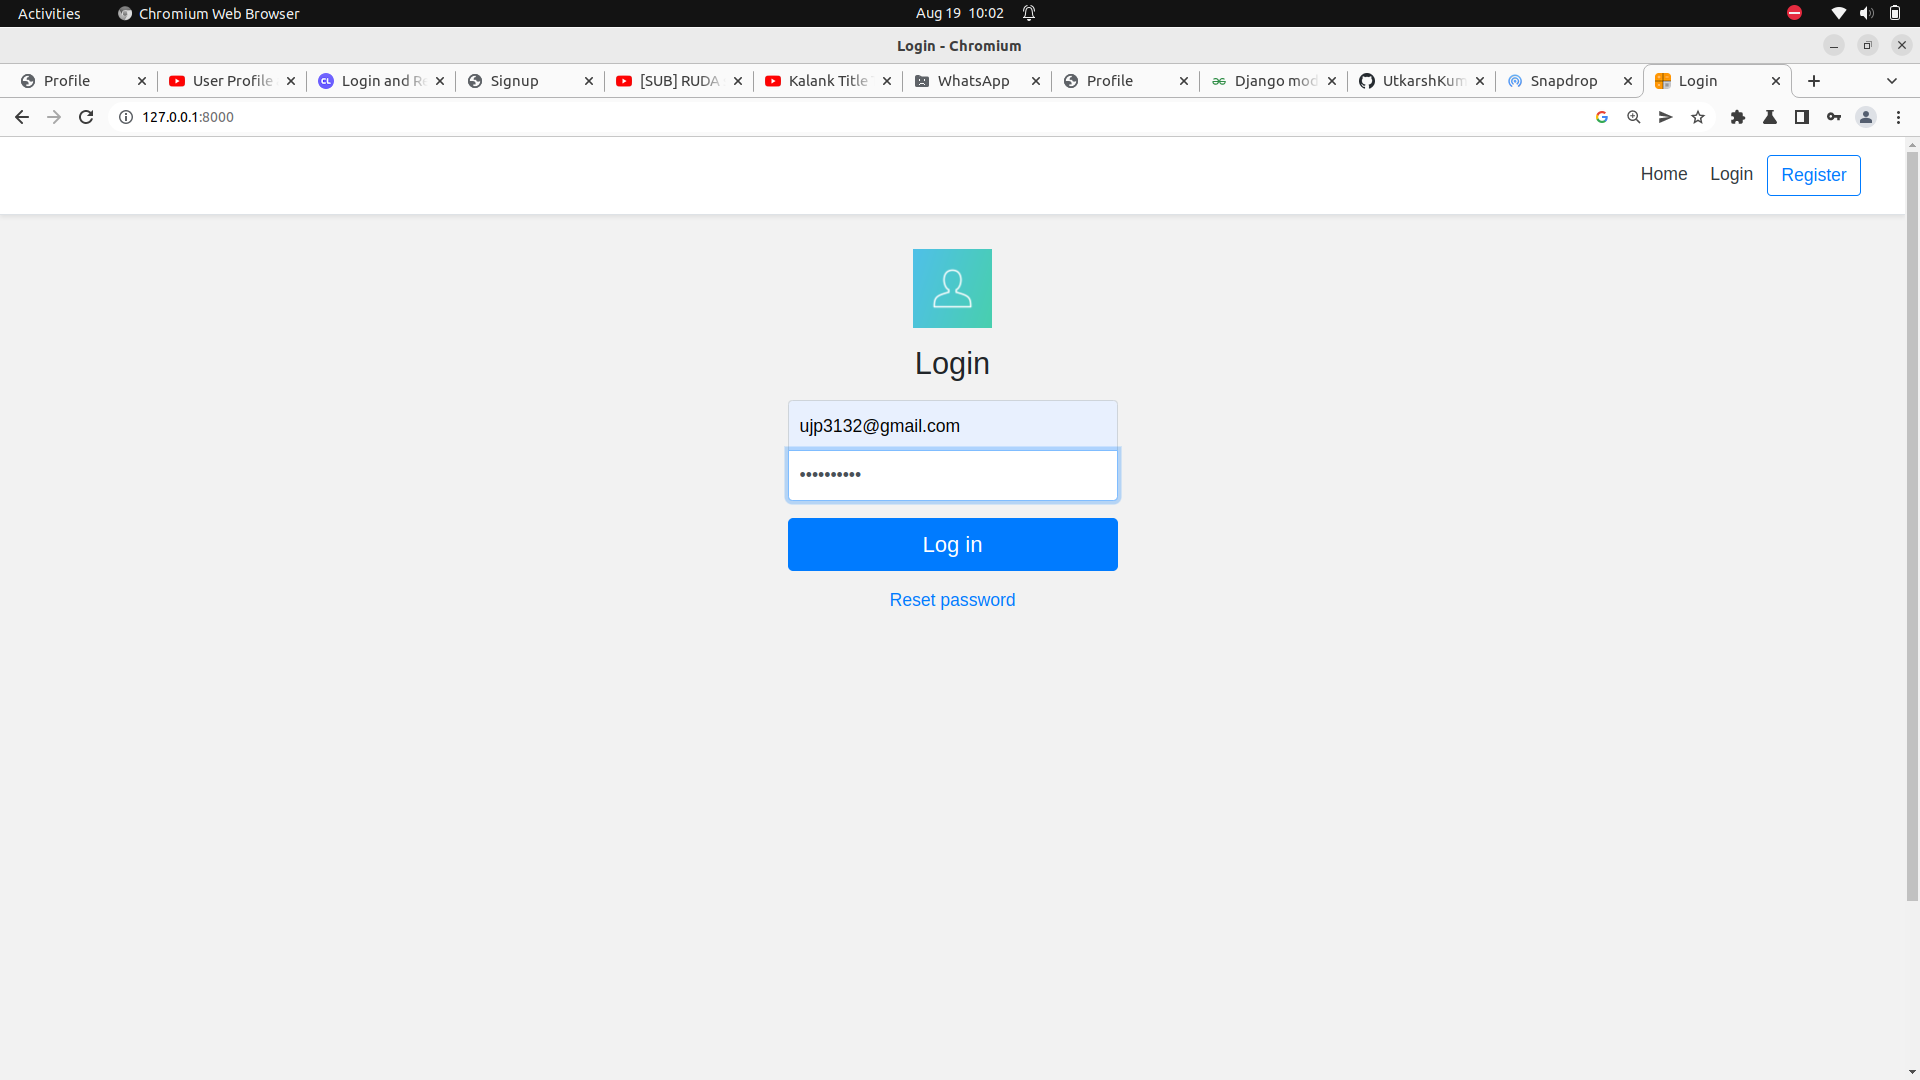 Activities Chromium Web Browser Aug 19 10:02
Login - Chromium
Profile User Profile Login and Re Signup [SUB] RUDA Kalank Title WhatsApp Profile Django mod UtkarshKum Snapdrop Login
127.0.0.1:8000
Home Login Register
Login
ujp3132@gmail.com
••••••••••
Log in
Reset password